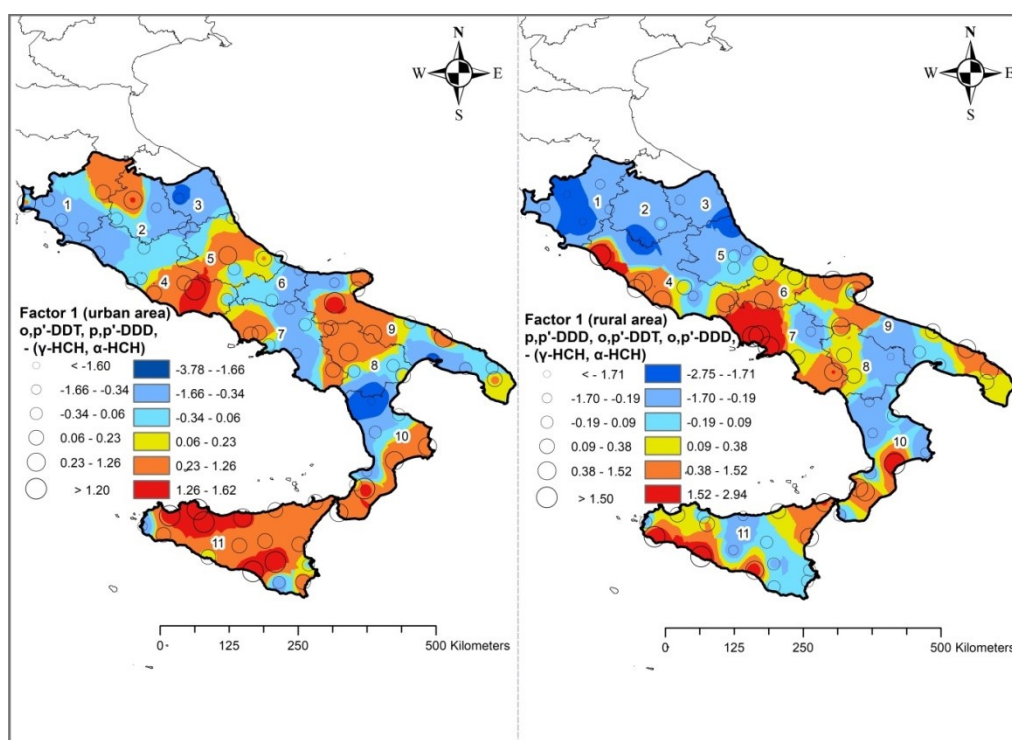 N
W E
S
1
2
3
4
5
6
7
8
9
10
11
Factor 1 (urban area)
o,p'-DDT, p,p'-DDD,
- (γ-HCH, α-HCH)
< -1.60 -3.78 - -1.66
-1.66 - -0.34 -1.66 - -0.34
-0.34 - 0.06 -0.34 - 0.06
0.06 - 0.23 0.06 - 0.23
0.23 - 1.26 0,23 - 1.26
> 1.20 1.26 - 1.62
0 125 250 500 Kilometers
N
W E
S
1
2
3
4
5
6
7
8
9
10
11
Factor 1 (rural area)
p,p'-DDD, o,p'-DDT, o,p'-DDD,
- (γ-HCH, α-HCH)
< - 1.71 -2.75 - -1.71
-1.70 - -0.19 -1.70 - -0.19
-0.19 - 0.09 -0.19 - 0.09
0.09 - 0.38 0.09 - 0.38
0.38 - 1.52 0.38 - 1.52
> 1.50 1.52 - 2.94
0 125 250 500 Kilometers